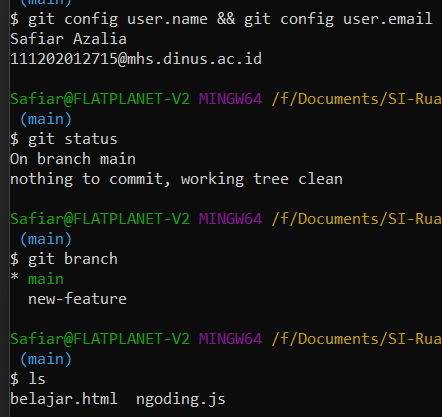 (main)
$ git config user.name && git config user.email
Safiar Azalia
111202012715@mhs.dinus.ac.id
Safiar@FLATPLANET-V2 MINGW64 /f/Documents/SI-Rua
(main)
$ git status
On branch main
nothing to commit, working tree clean
Safiar@FLATPLANET-V2 MINGW64 /f/Documents/SI-Rua
(main)
$ git branch
* main
new-feature
Safiar@FLATPLANET-V2 MINGW64 /f/Documents/SI-Rua
(main)
$ ls
belajar.html  ngoding.js